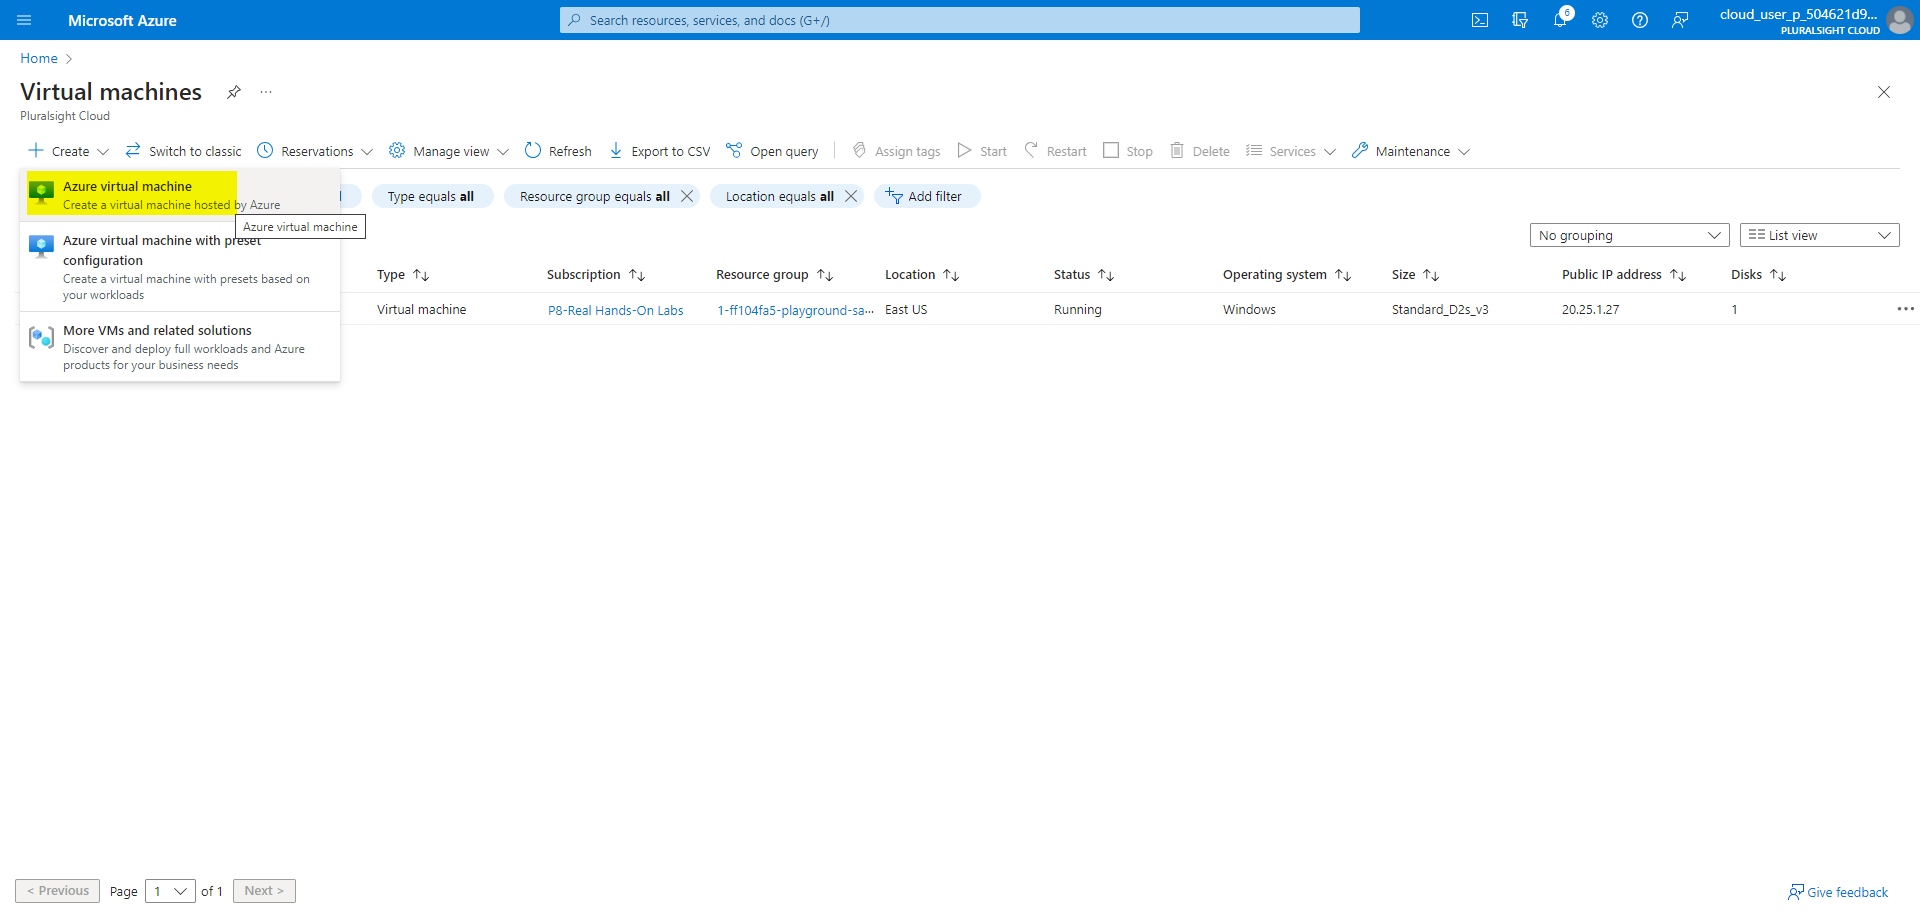 Microsoft Azure
Search resources, services, and docs (G+/)
6
cloud_user_p_504621d9...
PLURALSIGHT CLOUD
Home
Virtual machines
Pluralsight Cloud
Create
Switch to classic
Reservations
Manage view
Refresh
Export to CSV
Open query
Assign tags
Start
Restart
Stop
Delete
Services
Maintenance
Azure virtual machine
Create a virtual machine hosted by Azure
Azure virtual machine
Azure virtual machine with preset
configuration
Create a virtual machine with presets based on
your workloads
More VMs and related solutions
Discover and deploy full workloads and Azure
products for your business needs
Type equals all
Resource group equals all
Location equals all
Add filter
No grouping
List view
Type
Subscription
Resource group
Location
Status
Operating system
Size
Public IP address
Disks
Virtual machine
P8-Real Hands-On Labs
1-ff104fa5-playground-sa...
East US
Running
Windows
Standard_D2s_v3
20.25.1.27
1
< Previous
Page
1
of 1
Next >
Give feedback